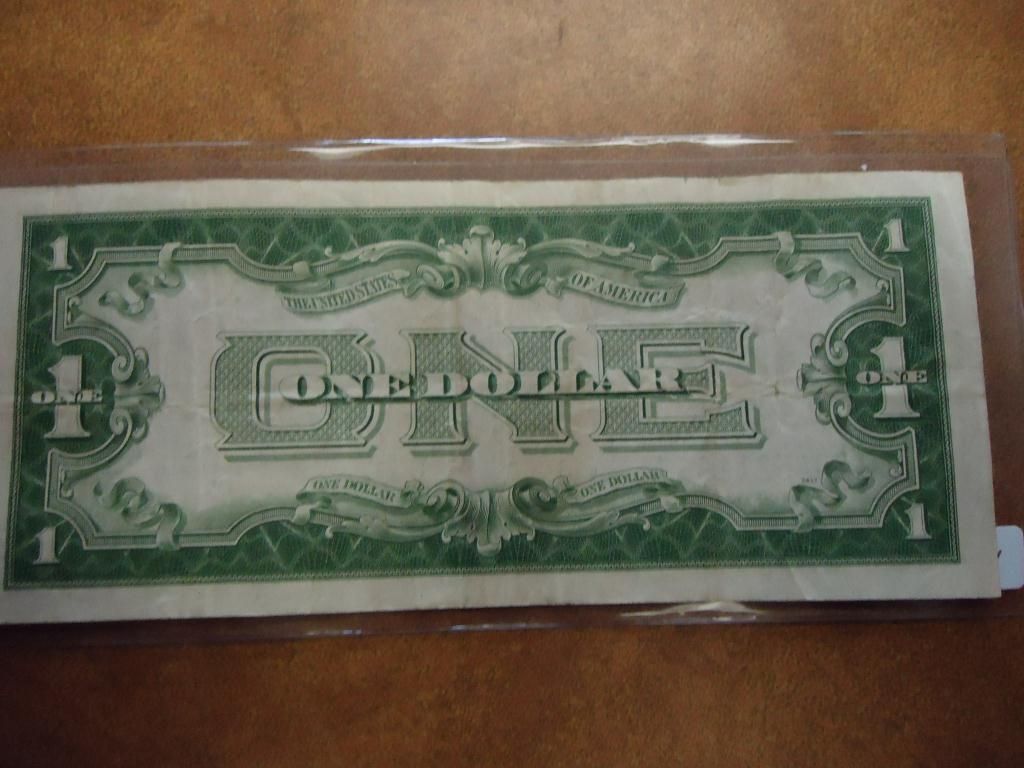 1 1
THE UNITED STATES OF AMERICA
ONE
ONE DOLLAR
1 ONE 1 ONE
ONE DOLLAR ONE DOLLAR
1 1